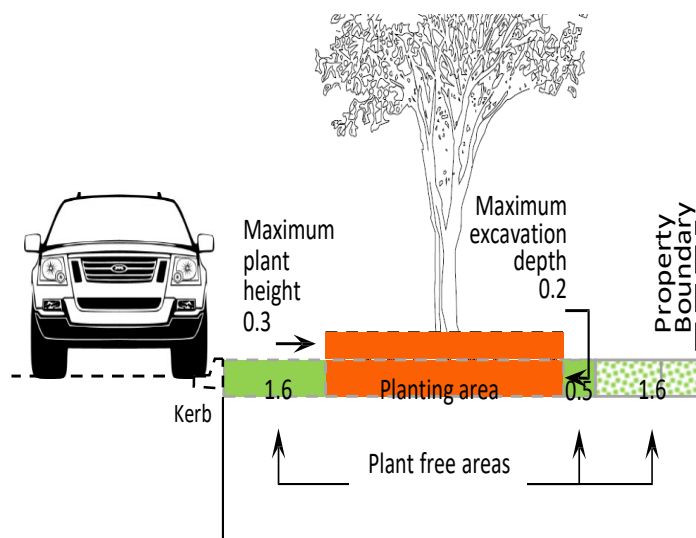 Maximum
plant
height
0.3
Maximum
excavation
depth
0.2
Property
Boundary
1.6
Planting area
0.5
1.6
Kerb
Plant free areas